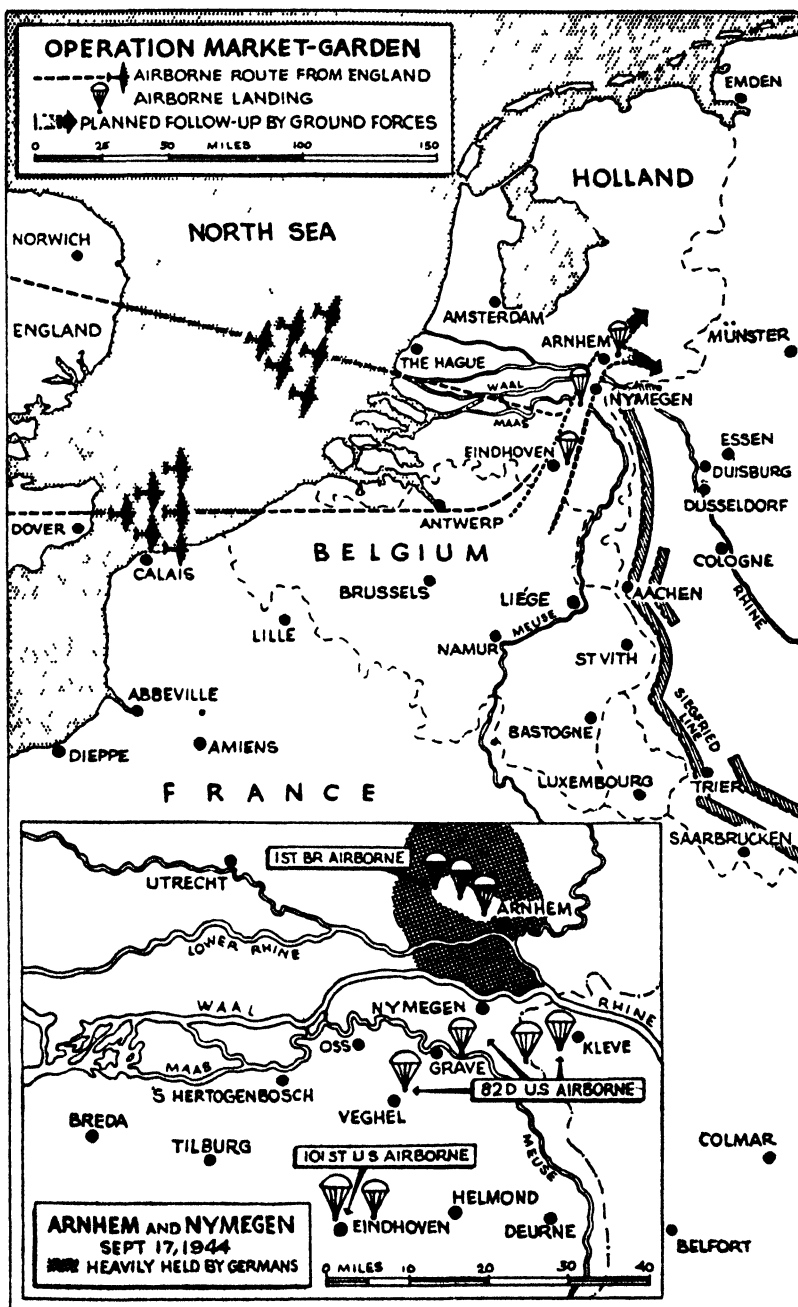 OPERATION MARKET-GARDEN
AIRBORNE ROUTE FROM ENGLAND
AIRBORNE LANDING
PLANNED FOLLOW-UP BY GROUND FORCES
0 25 MILES 100 150
EMDEN
HOLLAND
NORWICH
NORTH SEA
AMSTERDAM
ENGLAND
ARNHEM
MÜNSTER
THE HAGUE
WAAL
NYMEGEN
MAAS
EINDHOVEN
ESSEN
DUISBURG
DÜSSELDORF
DOVER
ANTWERP
BELGIUM
COLOGNE
CALAIS
BRUSSELS
LIÉGE
AACHEN
RHINE
LILLE
MEUSE
NAMUR
ST VITH
ABBEVILLE
SIEGFRIED
LINE
BASTOGNE
DIEPPE
AMIENS
LUXEMBOURG
TRIER
FRANCE
SAARBRUCKEN
1ST BR AIRBORNE
UTRECHT
ARNHEM
LOWER RHINE
WAAL
NYMEGEN
RHINE
OSS
KLEVE
MAAS
GRAVE
'S HERTOGENBOSCH
82D U.S AIRBORNE
VEGHEL
BREDA
TILBURG
MEUSE
COLMAR
101ST U S AIRBORNE
HELMOND
EINDHOVEN
DEURNE
BELFORT
ARNHEM AND NYMEGEN
SEPT 17, 1944
HEAVILY HELD BY GERMANS
0 MILES 10 20 30 40